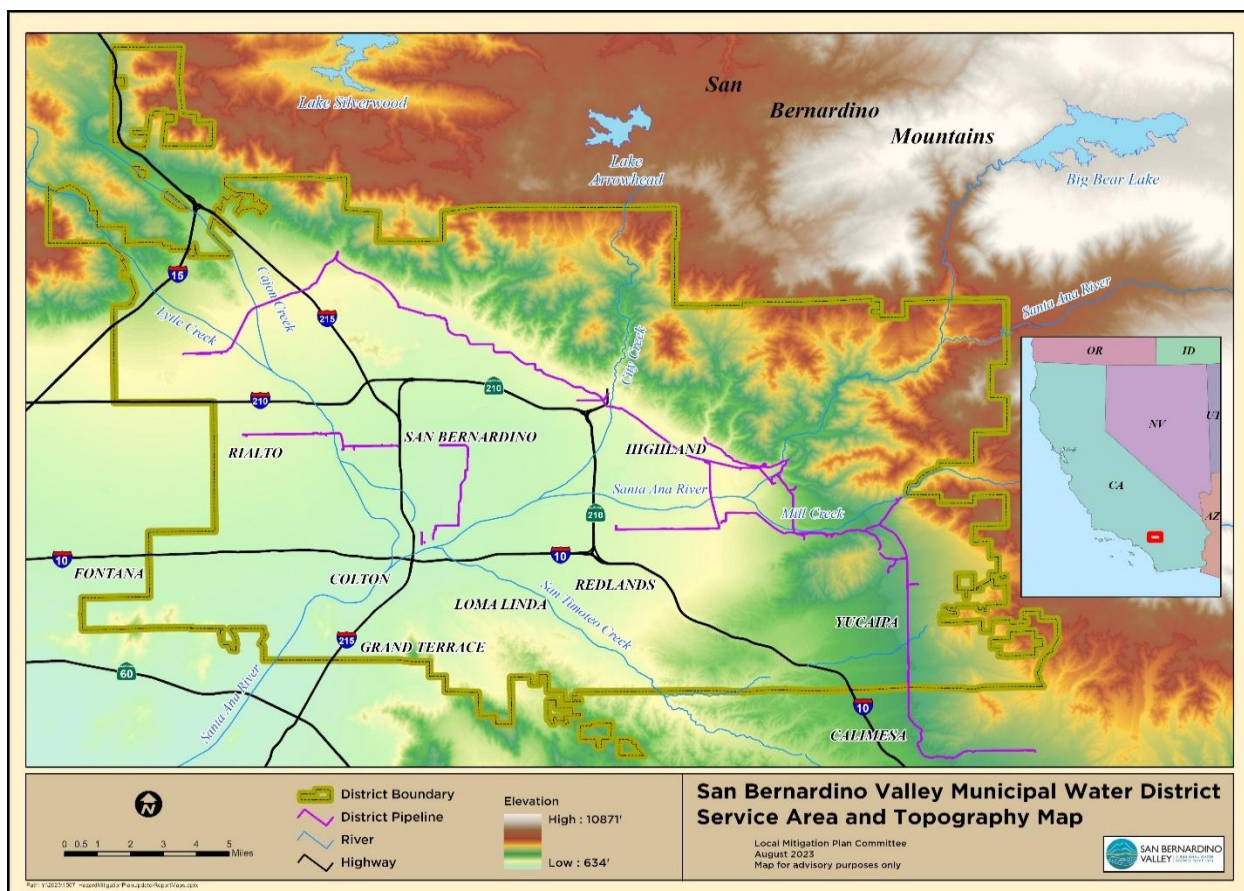 San
Bernardino
Mountains
Lake Silverwood
Lake
Arrowhead
Big Bear Lake
Santa Ana River
15
Cajon Creek
Lytle Creek
215
City Creek
210
210
SAN BERNARDINO
RIALTO
HIGHLAND
Santa Ana River
Mill Creek
210
10
FONTANA
10
COLTON
REDLANDS
LOMA LINDA
San Timoteo Creek
YUCAIPA
215
GRAND TERRACE
60
Santa Ana River
10
CALIMESA
OR
ID
NV
UT
CA
AZ
N
0 0.5 1 2 3 4 5
Miles
District Boundary
District Pipeline
River
Highway
Elevation
High : 10871'
Low : 634'
San Bernardino Valley Municipal Water District
Service Area and Topography Map
Local Mitigation Plan Committee
August 2023
Map for advisory purposes only
SAN BERNARDINO
VALLEY